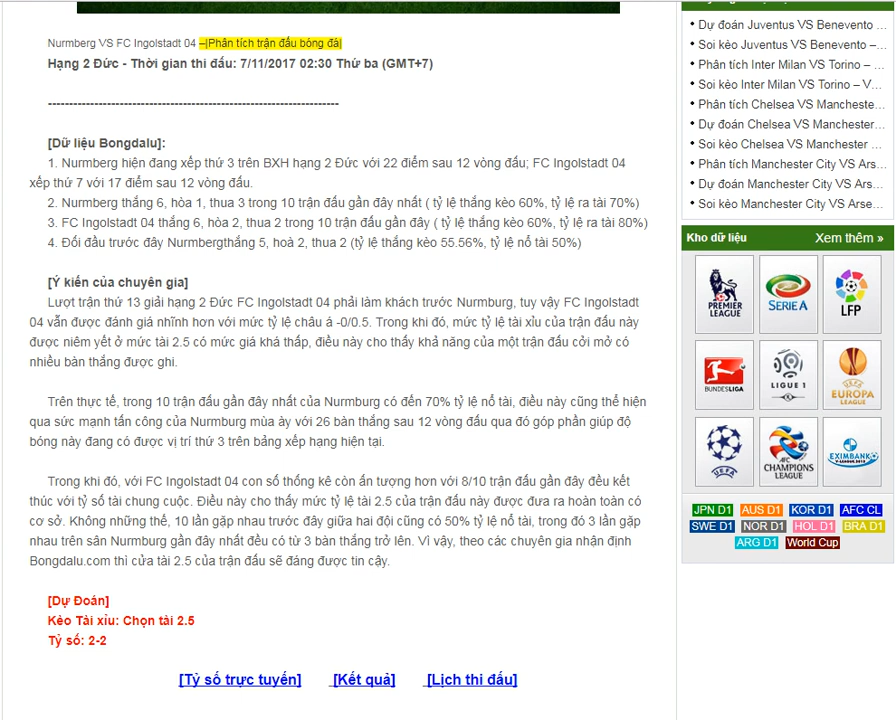 Nurmberg VS FC Ingolstadt 04 –|Phân tích trận đấu bóng đá|
Hạng 2 Đức - Thời gian thi đấu: 7/11/2017 02:30 Thứ ba (GMT+7)
--------------------------------------------------------------------
[Dữ liệu Bongdalu]:
1. Nurmberg hiện đang xếp thứ 3 trên BXH hạng 2 Đức với 22 điểm sau 12 vòng đấu; FC Ingolstadt 04
xếp thứ 7 với 17 điểm sau 12 vòng đấu.
2. Nurmberg thắng 6, hòa 1, thua 3 trong 10 trận đấu gần đây nhất ( tỷ lệ thắng kèo 60%, tỷ lệ ra tài 70%)
3. FC Ingolstadt 04 thắng 6, hòa 2, thua 2 trong 10 trận đấu gần đây ( tỷ lệ thắng kèo 60%, tỷ lệ ra tài 80%)
4. Đối đầu trước đây Nurmbergthắng 5, hoà 2, thua 2 (tỷ lệ thắng kèo 55.56%, tỷ lệ nổ tài 50%)
[Ý kiến của chuyên gia]
Lượt trận thứ 13 giải hạng 2 Đức FC Ingolstadt 04 phải làm khách trước Nurmburg, tuy vậy FC Ingolstadt
04 vẫn được đánh giá nhĩnh hơn với mức tỷ lệ châu á -0/0.5. Trong khi đó, mức tỷ lệ tài xỉu của trận đấu này
được niêm yết ở mức tài 2.5 có mức giá khá thấp, điều này cho thấy khả năng của một trận đấu cởi mở có
nhiều bàn thắng được ghi.
Trên thực tế, trong 10 trận đấu gần đây nhất của Nurmburg có đến 70% tỷ lệ nổ tài, điều này cũng thể hiện
qua sức mạnh tấn công của Nurmburg mùa ày với 26 bàn thắng sau 12 vòng đấu qua đó góp phần giúp độ
bóng này đang có được vị trí thứ 3 trên bảng xếp hạng hiện tại.
Trong khi đó, với FC Ingolstadt 04 con số thống kê còn ấn tượng hơn với 8/10 trận đấu gần đây đều kết
thúc với tỷ số tài chung cuộc. Điều này cho thấy mức tỷ lệ tài 2.5 của trận đấu này được đưa ra hoàn toàn có
cơ sở. Không những thế, 10 lần gặp nhau trước đây giữa hai đội cũng có 50% tỷ lệ nổ tài, trong đó 3 lần gặp
nhau trên sân Nurmburg gần đây nhất đều có từ 3 bàn thắng trở lên. Vì vậy, theo các chuyên gia nhận định
Bongdalu.com thì cửa tài 2.5 của trận đấu sẽ đáng được tin cậy.
[Dự Đoán]
Kèo Tài xỉu: Chọn tài 2.5
Tỷ số: 2-2
[Tỷ số trực tuyến] [Kết quả] [Lịch thi đấu]
Dự đoán Juventus VS Benevento ...
Soi kèo Juventus VS Benevento –...
Phân tích Inter Milan VS Torino – ...
Soi kèo Inter Milan VS Torino – V...
Phân tích Chelsea VS Mancheste...
Dự đoán Chelsea VS Manchester...
Soi kèo Chelsea VS Manchester ...
Phân tích Manchester City VS Ars...
Dự đoán Manchester City VS Ars...
Soi kèo Manchester City VS Arse...
Kho dữ liệu Xem thêm »
PREMIER LEAGUE SERIE A LFP
BUNDESLIGA LIGUE 1 UEFA EUROPA LEAGUE
UEFA AFC CHAMPIONS LEAGUE EXIMBANK
JPN D1 AUS D1 KOR D1 AFC CL
SWE D1 NOR D1 HOL D1 BRA D1
ARG D1 World Cup